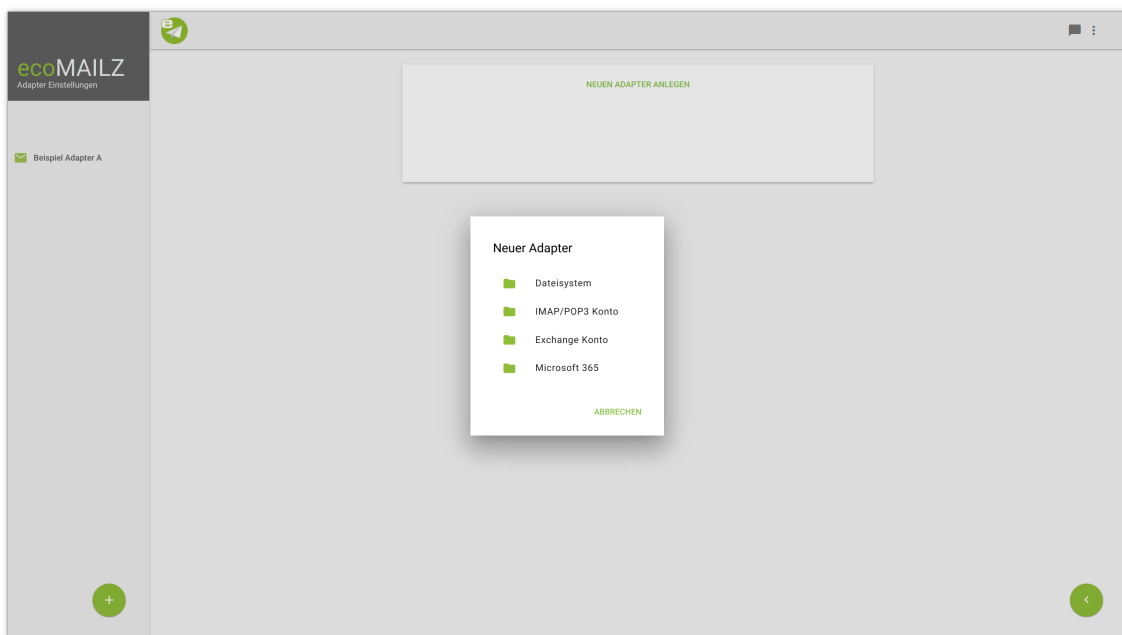 ecoMAILZ
Adapter Einstellungen
Beispiel Adapter A
NEUEN ADAPTER ANLEGEN
Neuer Adapter
Dateisystem
IMAP/POP3 Konto
Exchange Konto
Microsoft 365
ABBRECHEN